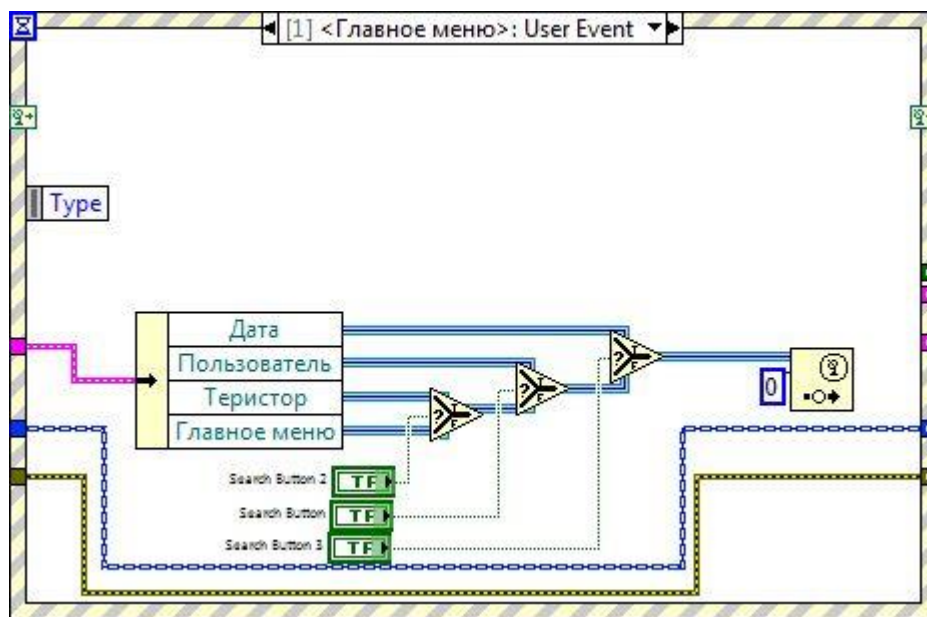 [1] <Главное меню>: User Event
Type
Дата
Пользователь
Теристор
Главное меню
Search Button 2
TF
Search Button
TF
Search Button 3
TF
T
?
F
T
?
F
T
?
F
0